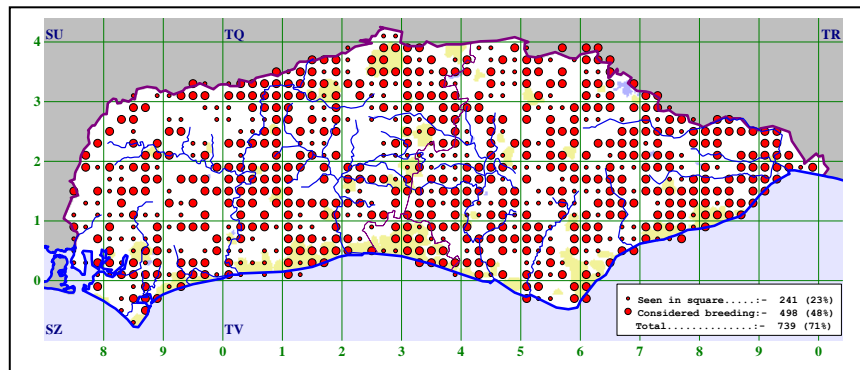 4 SU TQ TR
3
2
1
0
SZ TV
8 9 0 1 2 3 4 5 6 7 8 9 0
Seen in square.....:- 241 (23%)
Considered breeding:- 498 (48%)
Total..............:- 739 (71%)